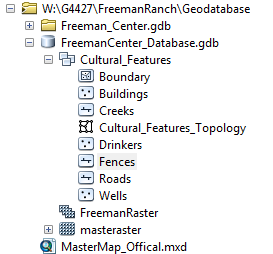 W:\G4427\FreemanRanch\Geodatabase
Freeman_Center.gdb
FreemanCenter_Database.gdb
Cultural_Features
Boundary
Buildings
Creeks
Cultural_Features_Topology
Drinkers
Fences
Roads
Wells
FreemanRaster
masteraster
MasterMap_Offical.mxd